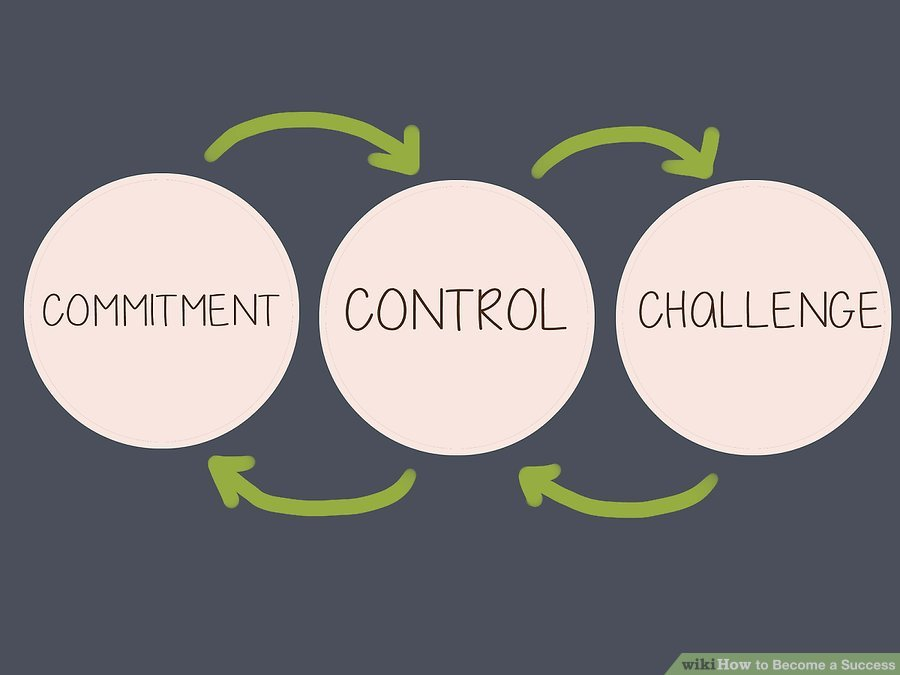 COMMITMENT
CONTROL
CHALLENGE
wikiHow to Become a Success